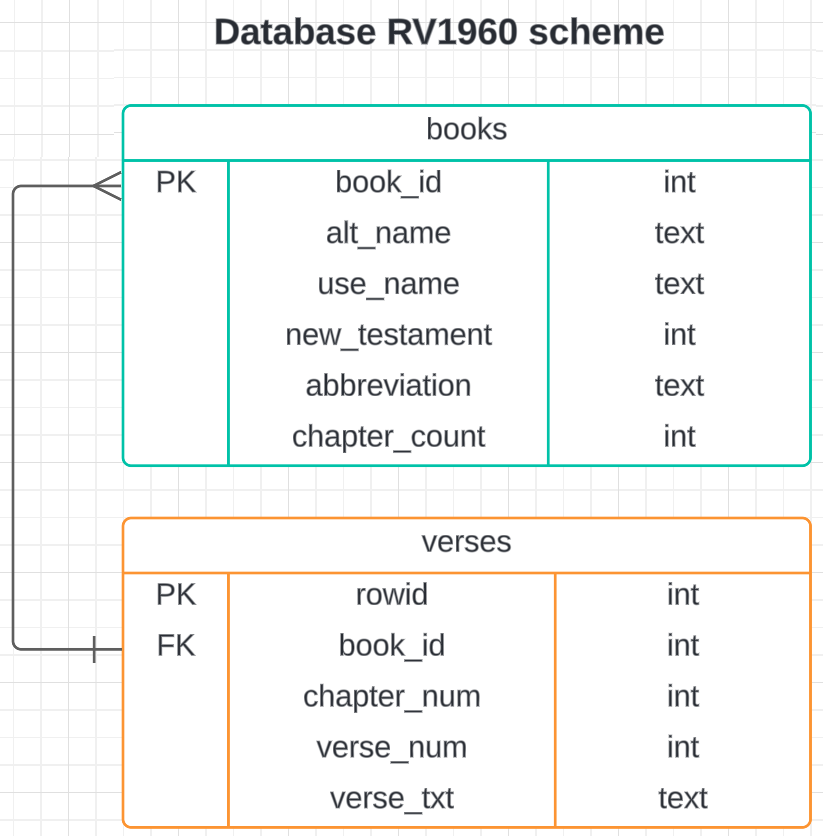 Database RV1960 scheme
books
PK book_id int
alt_name text
use_name text
new_testament int
abbreviation text
chapter_count int
verses
PK rowid int
FK book_id int
chapter_num int
verse_num int
verse_txt text